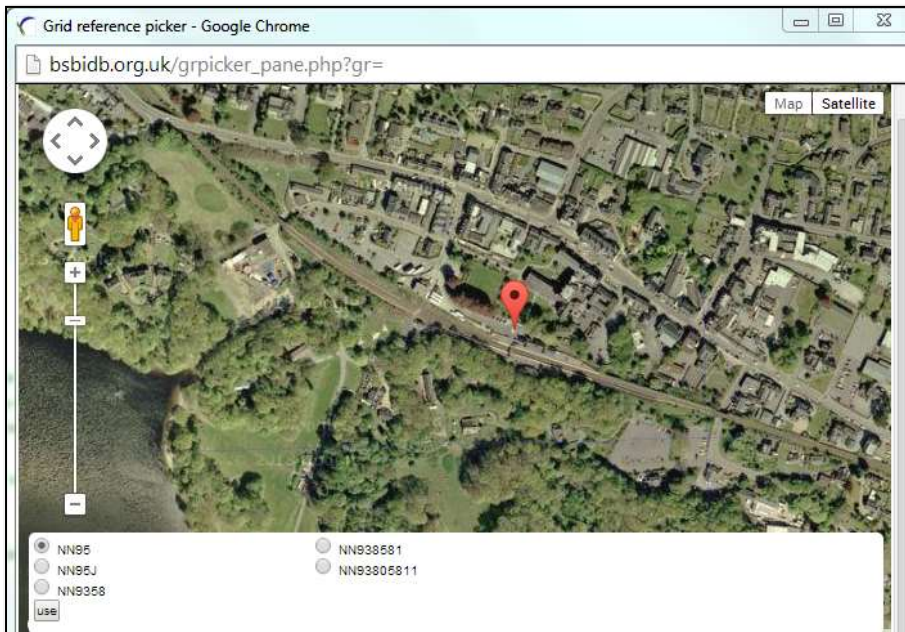 Grid reference picker - Google Chrome
bsbidb.org.uk/grpicker_pane.php?gr=
Map Satellite
+
−
NN95 NN938581
NN95J NN93805811
NN9358
use